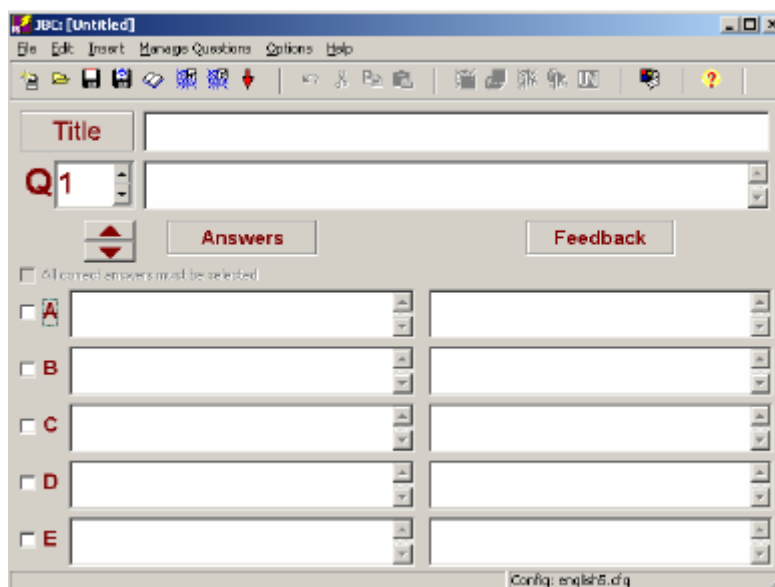 JBC: [Untitled]
File Edit Insert Manage Questions Options Help
Title
Q 1
Answers Feedback
All correct answers must be selected
A
B
C
D
E
Config: english5.cfg